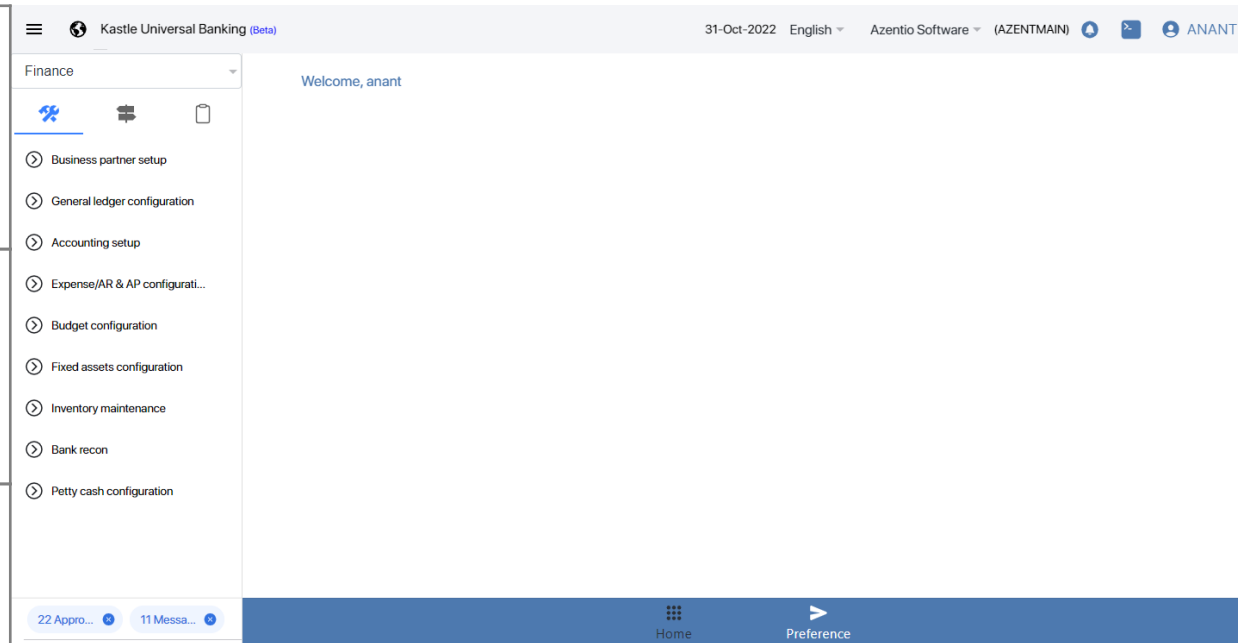 Kastle Universal Banking (Beta)
31-Oct-2022 English Azentio Software (AZENTMAIN) ANANT
Finance
Welcome, anant
Business partner setup
General ledger configuration
Accounting setup
Expense/AR & AP configurati...
Budget configuration
Fixed assets configuration
Inventory maintenance
Bank recon
Petty cash configuration
22 Appro... 11 Messa...
Home Preference